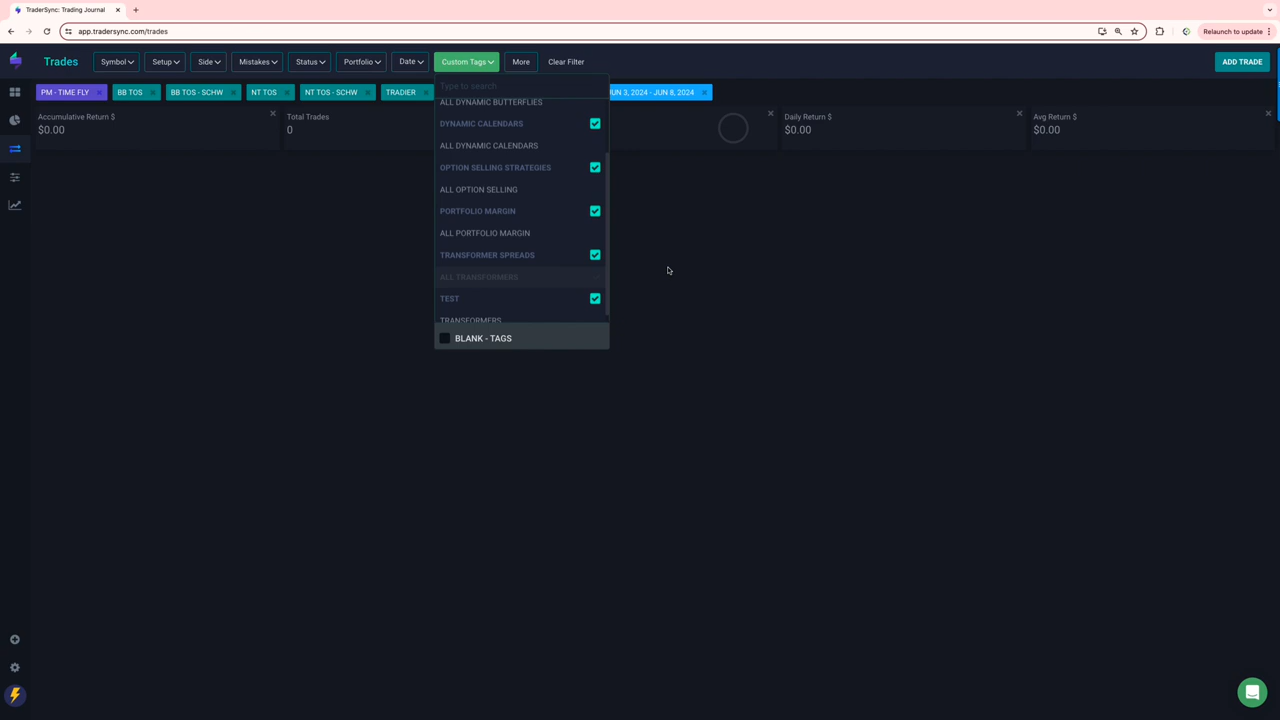 TraderSync: Trading Journal
app.tradersync.com/trades
Relaunch to update
Trades
Symbol
Setup
Side
Mistakes
Status
Portfolio
Date
Custom Tags
More
Clear Filter
ADD TRADE
PM - TIME FLY
BB TOS
BB TOS - SCHW
NT TOS
NT TOS - SCHW
TRADIER
Type to search
JUN 3, 2024 - JUN 8, 2024
Accumulative Return $
$0.00
Total Trades
0
Daily Return $
$0.00
Avg Return $
$0.00
ALL DYNAMIC BUTTERFLIES
DYNAMIC CALENDARS
ALL DYNAMIC CALENDARS
OPTION SELLING STRATEGIES
ALL OPTION SELLING
PORTFOLIO MARGIN
ALL PORTFOLIO MARGIN
TRANSFORMER SPREADS
ALL TRANSFORMERS
TEST
TRANSFORMERS
BLANK - TAGS